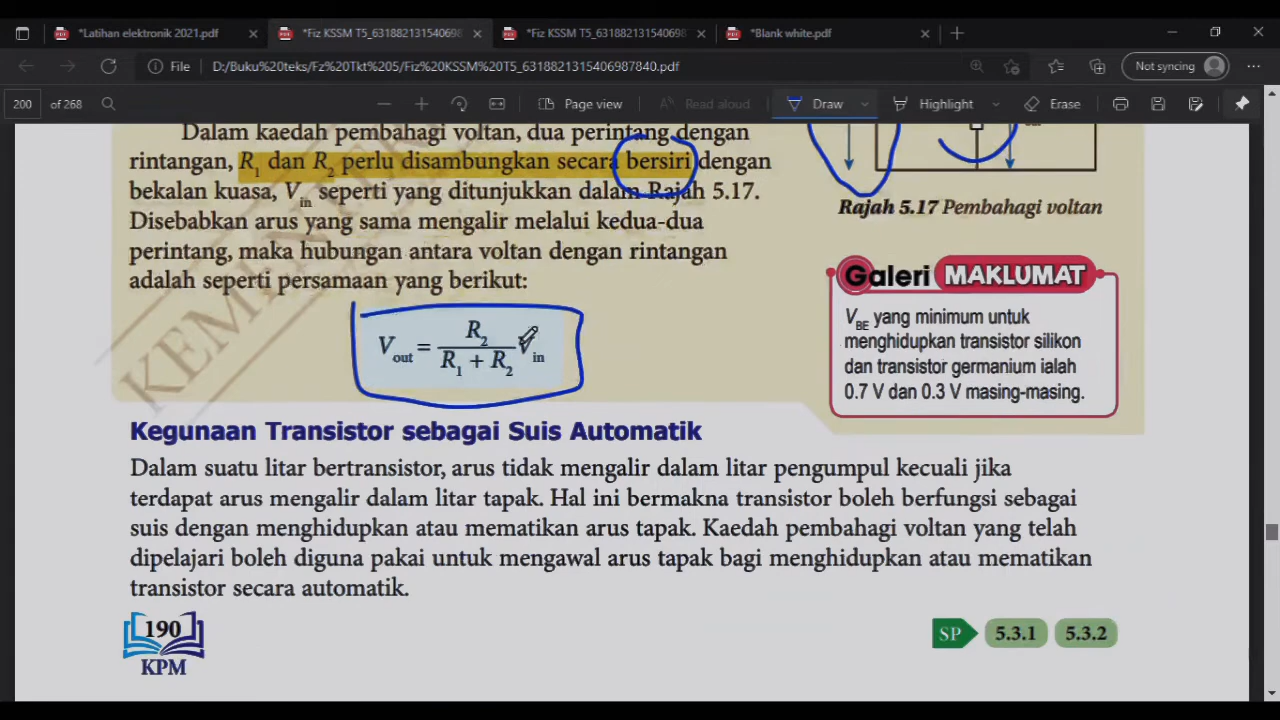 *Latihan elektronik 2021.pdf
*Fiz KSSM T5_631882131540698
*Fiz KSSM T5_6318821315406987
*Blank white.pdf
File
D:/Buku%20teks/Fz%20Tkt%205/Fiz%20KSSM%20T5_6318821315406987840.pdf
Not syncing
200 of 268
Page view
Read aloud
Draw
Highlight
Erase
Dalam kaedah pembahagi voltan, dua perintang dengan
rintangan, R1 dan R2 perlu disambungkan secara bersiri dengan
bekalan kuasa, Vin seperti yang ditunjukkan dalam Rajah 5.17.
Disebabkan arus yang sama mengalir melalui kedua-dua
perintang, maka hubungan antara voltan dengan rintangan
adalah seperti persamaan yang berikut:
Vout = R2 / (R1 + R2) Vin
Rajah 5.17 Pembahagi voltan
Galeri MAKLUMAT
VBE yang minimum untuk
menghidupkan transistor silikon
dan transistor germanium ialah
0.7 V dan 0.3 V masing-masing.
Kegunaan Transistor sebagai Suis Automatik
Dalam suatu litar bertransistor, arus tidak mengalir dalam litar pengumpul kecuali jika
terdapat arus mengalir dalam litar tapak. Hal ini bermakna transistor boleh berfungsi sebagai
suis dengan menghidupkan atau mematikan arus tapak. Kaedah pembahagi voltan yang telah
dipelajari boleh diguna pakai untuk mengawal arus tapak bagi menghidupkan atau mematikan
transistor secara automatik.
190
KPM
SP 5.3.1 5.3.2